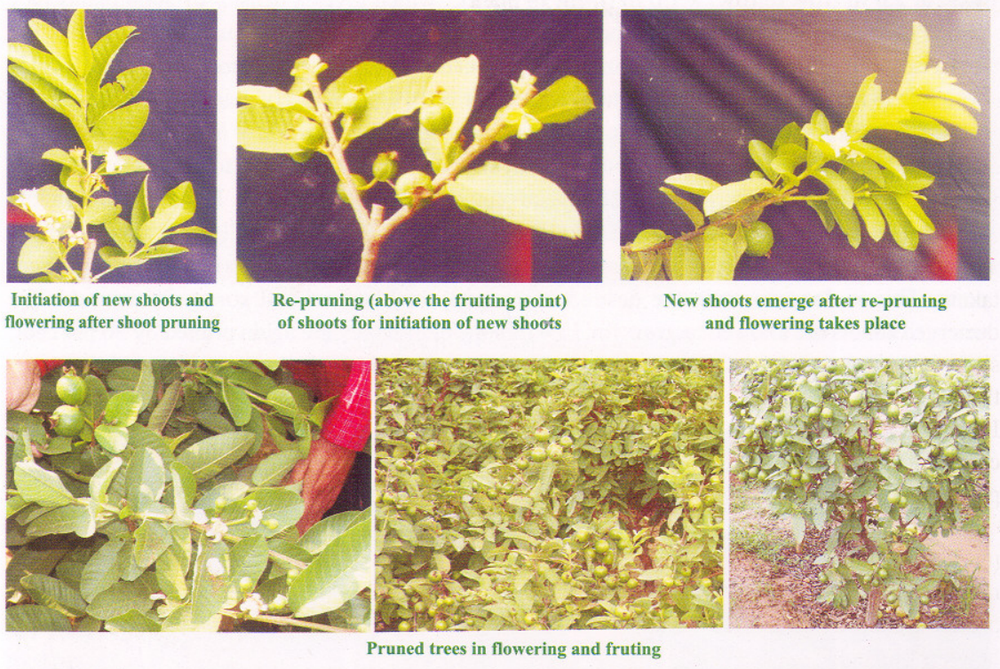 Initiation of new shoots and
flowering after shoot pruning
Re-pruning (above the fruiting point)
of shoots for initiation of new shoots
New shoots emerge after re-pruning
and flowering takes place
Pruned trees in flowering and fruting